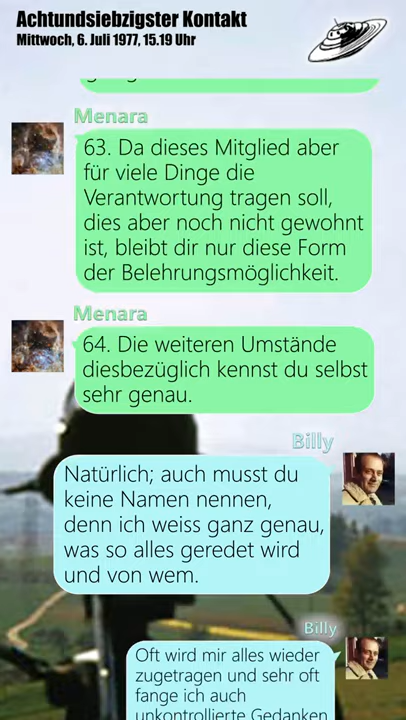 Achtundsiebzigster Kontakt
Mittwoch, 6. Juli 1977, 15.19 Uhr
Menara
63. Da dieses Mitglied aber
für viele Dinge die
Verantwortung tragen soll,
dies aber noch nicht gewohnt
ist, bleibt dir nur diese Form
der Belehrungsmöglichkeit.
Menara
64. Die weiteren Umstände
diesbezüglich kennst du selbst
sehr genau.
Billy
Natürlich; auch musst du
keine Namen nennen,
denn ich weiss ganz genau,
was so alles geredet wird
und von wem.
Billy
Oft wird mir alles wieder
zugetragen und sehr oft
fange ich auch
unkontrollierte Gedanken